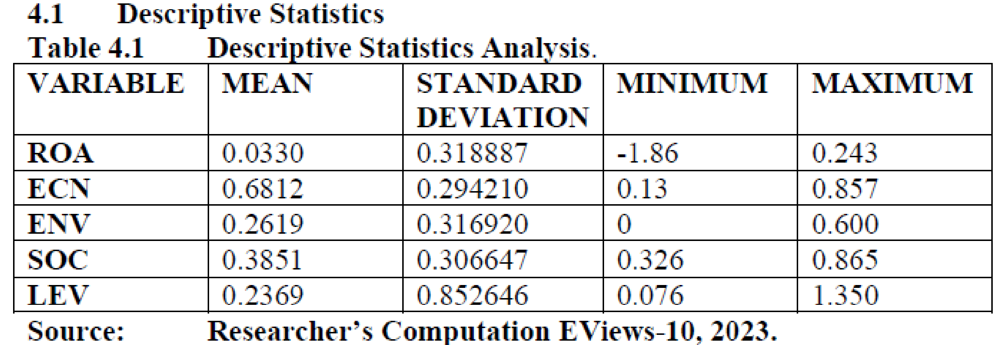 4.1 Descriptive Statistics
Table 4.1 Descriptive Statistics Analysis.
VARIABLE MEAN STANDARD DEVIATION MINIMUM MAXIMUM
ROA 0.0330 0.318887 -1.86 0.243
ECN 0.6812 0.294210 0.13 0.857
ENV 0.2619 0.316920 0 0.600
SOC 0.3851 0.306647 0.326 0.865
LEV 0.2369 0.852646 0.076 1.350
Source: Researcher’s Computation EViews-10, 2023.